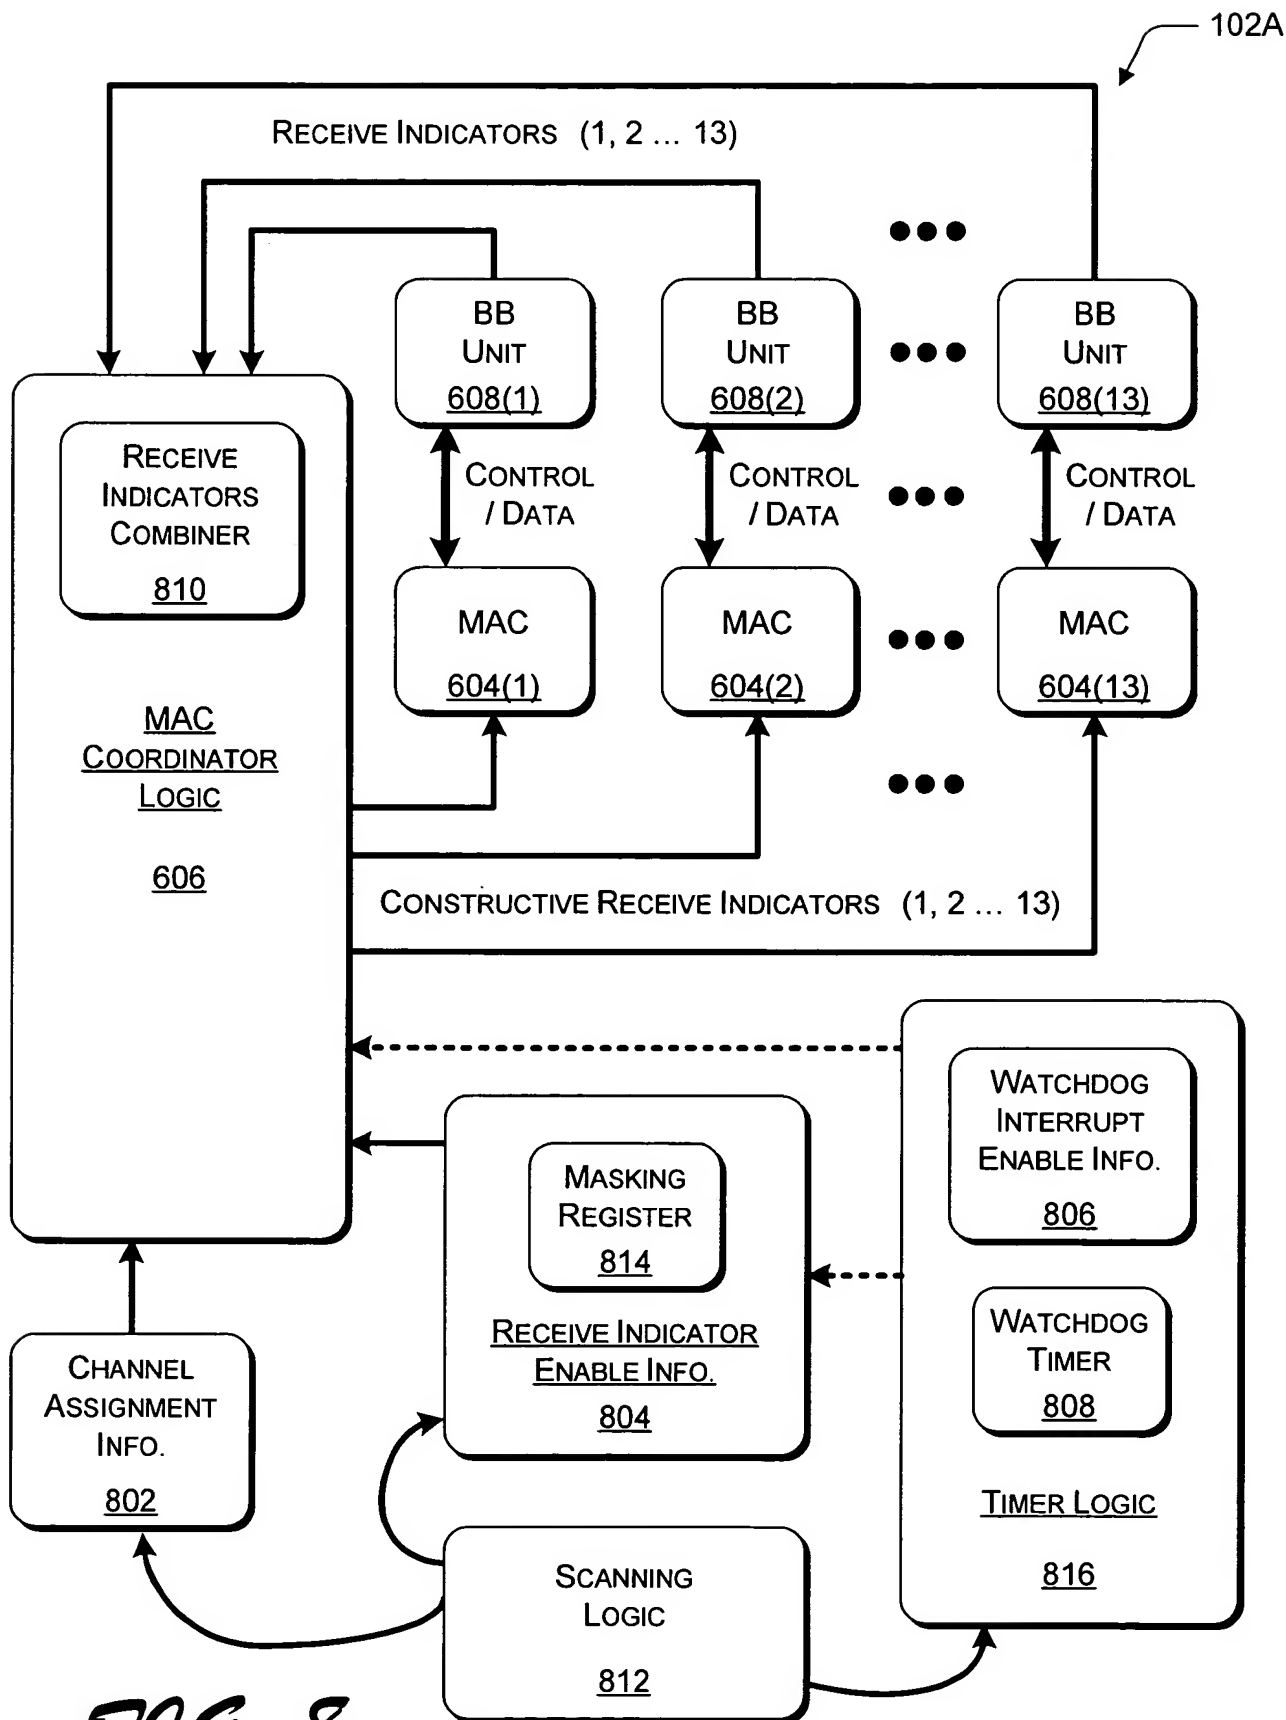 102A
RECEIVE INDICATORS (1, 2 ... 13)
BB
UNIT
608(1)
BB
UNIT
608(2)
BB
UNIT
608(13)
CONTROL
/ DATA
CONTROL
/ DATA
CONTROL
/ DATA
RECEIVE
INDICATORS
COMBINER
810
MAC
604(1)
MAC
604(2)
MAC
604(13)
MAC
COORDINATOR
LOGIC
606
CONSTRUCTIVE RECEIVE INDICATORS (1, 2 ... 13)
WATCHDOG
INTERRUPT
ENABLE INFO.
806
MASKING
REGISTER
814
RECEIVE INDICATOR
ENABLE INFO.
804
WATCHDOG
TIMER
808
TIMER LOGIC
816
CHANNEL
ASSIGNMENT
INFO.
802
SCANNING
LOGIC
812
FIG. 8